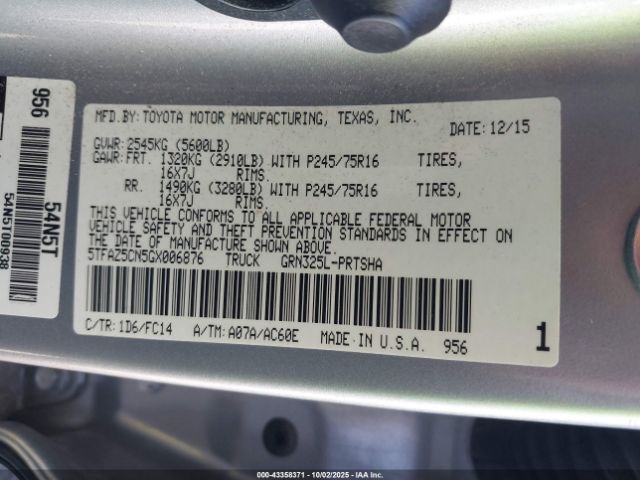 956
54N5T
54N5T00938
MFD.BY: TOYOTA MOTOR MANUFACTURING, TEXAS, INC.
DATE: 12/15
GVWR: 2545KG (5600LB)
GAWR: FRT. 1320KG (2910LB) WITH P245/75R16 TIRES,
16X7J RIMS.
RR. 1490KG (3280LB) WITH P245/75R16 TIRES,
16X7J RIMS.
THIS VEHICLE CONFORMS TO ALL APPLICABLE FEDERAL MOTOR
VEHICLE SAFETY AND THEFT PREVENTION STANDARDS IN EFFECT ON
THE DATE OF MANUFACTURE SHOWN ABOVE.
5TFAZ5CN5GX006876 TRUCK GRN325L-PRTSHA
C/TR: 1D6/FC14 A/TM: A07A/AC60E MADE IN U.S.A. 956 1
000-43358371 - 10/02/2025 - IAAI